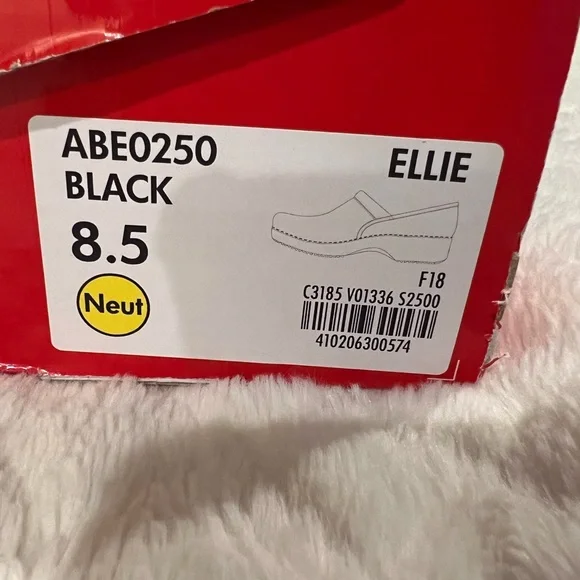 ABE0250
ELLIE
BLACK
8.5
Neut
F18
C3185 V01336 S2500
410206300574